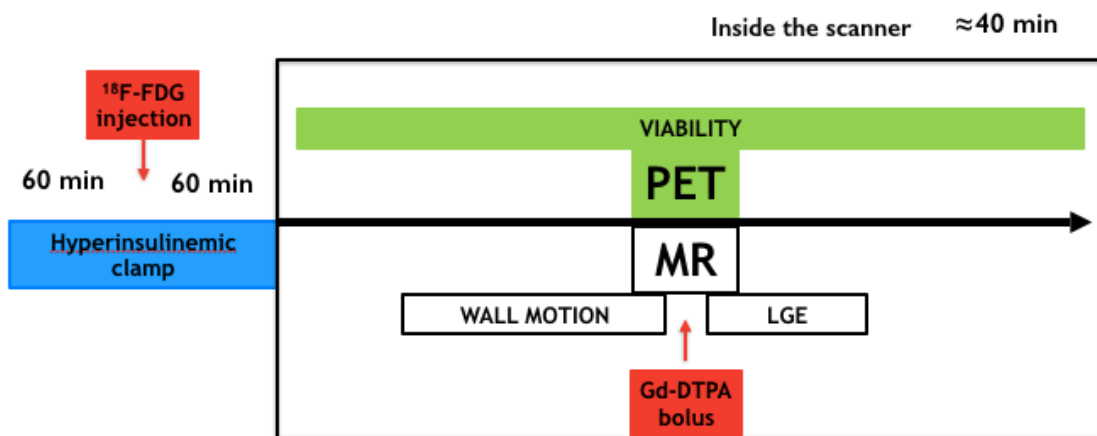 Inside the scanner ≈40 min
¹⁸F-FDG
injection
60 min
60 min
VIABILITY
PET
Hyperinsulinemic
clamp
MR
WALL MOTION
LGE
Gd-DTPA
bolus